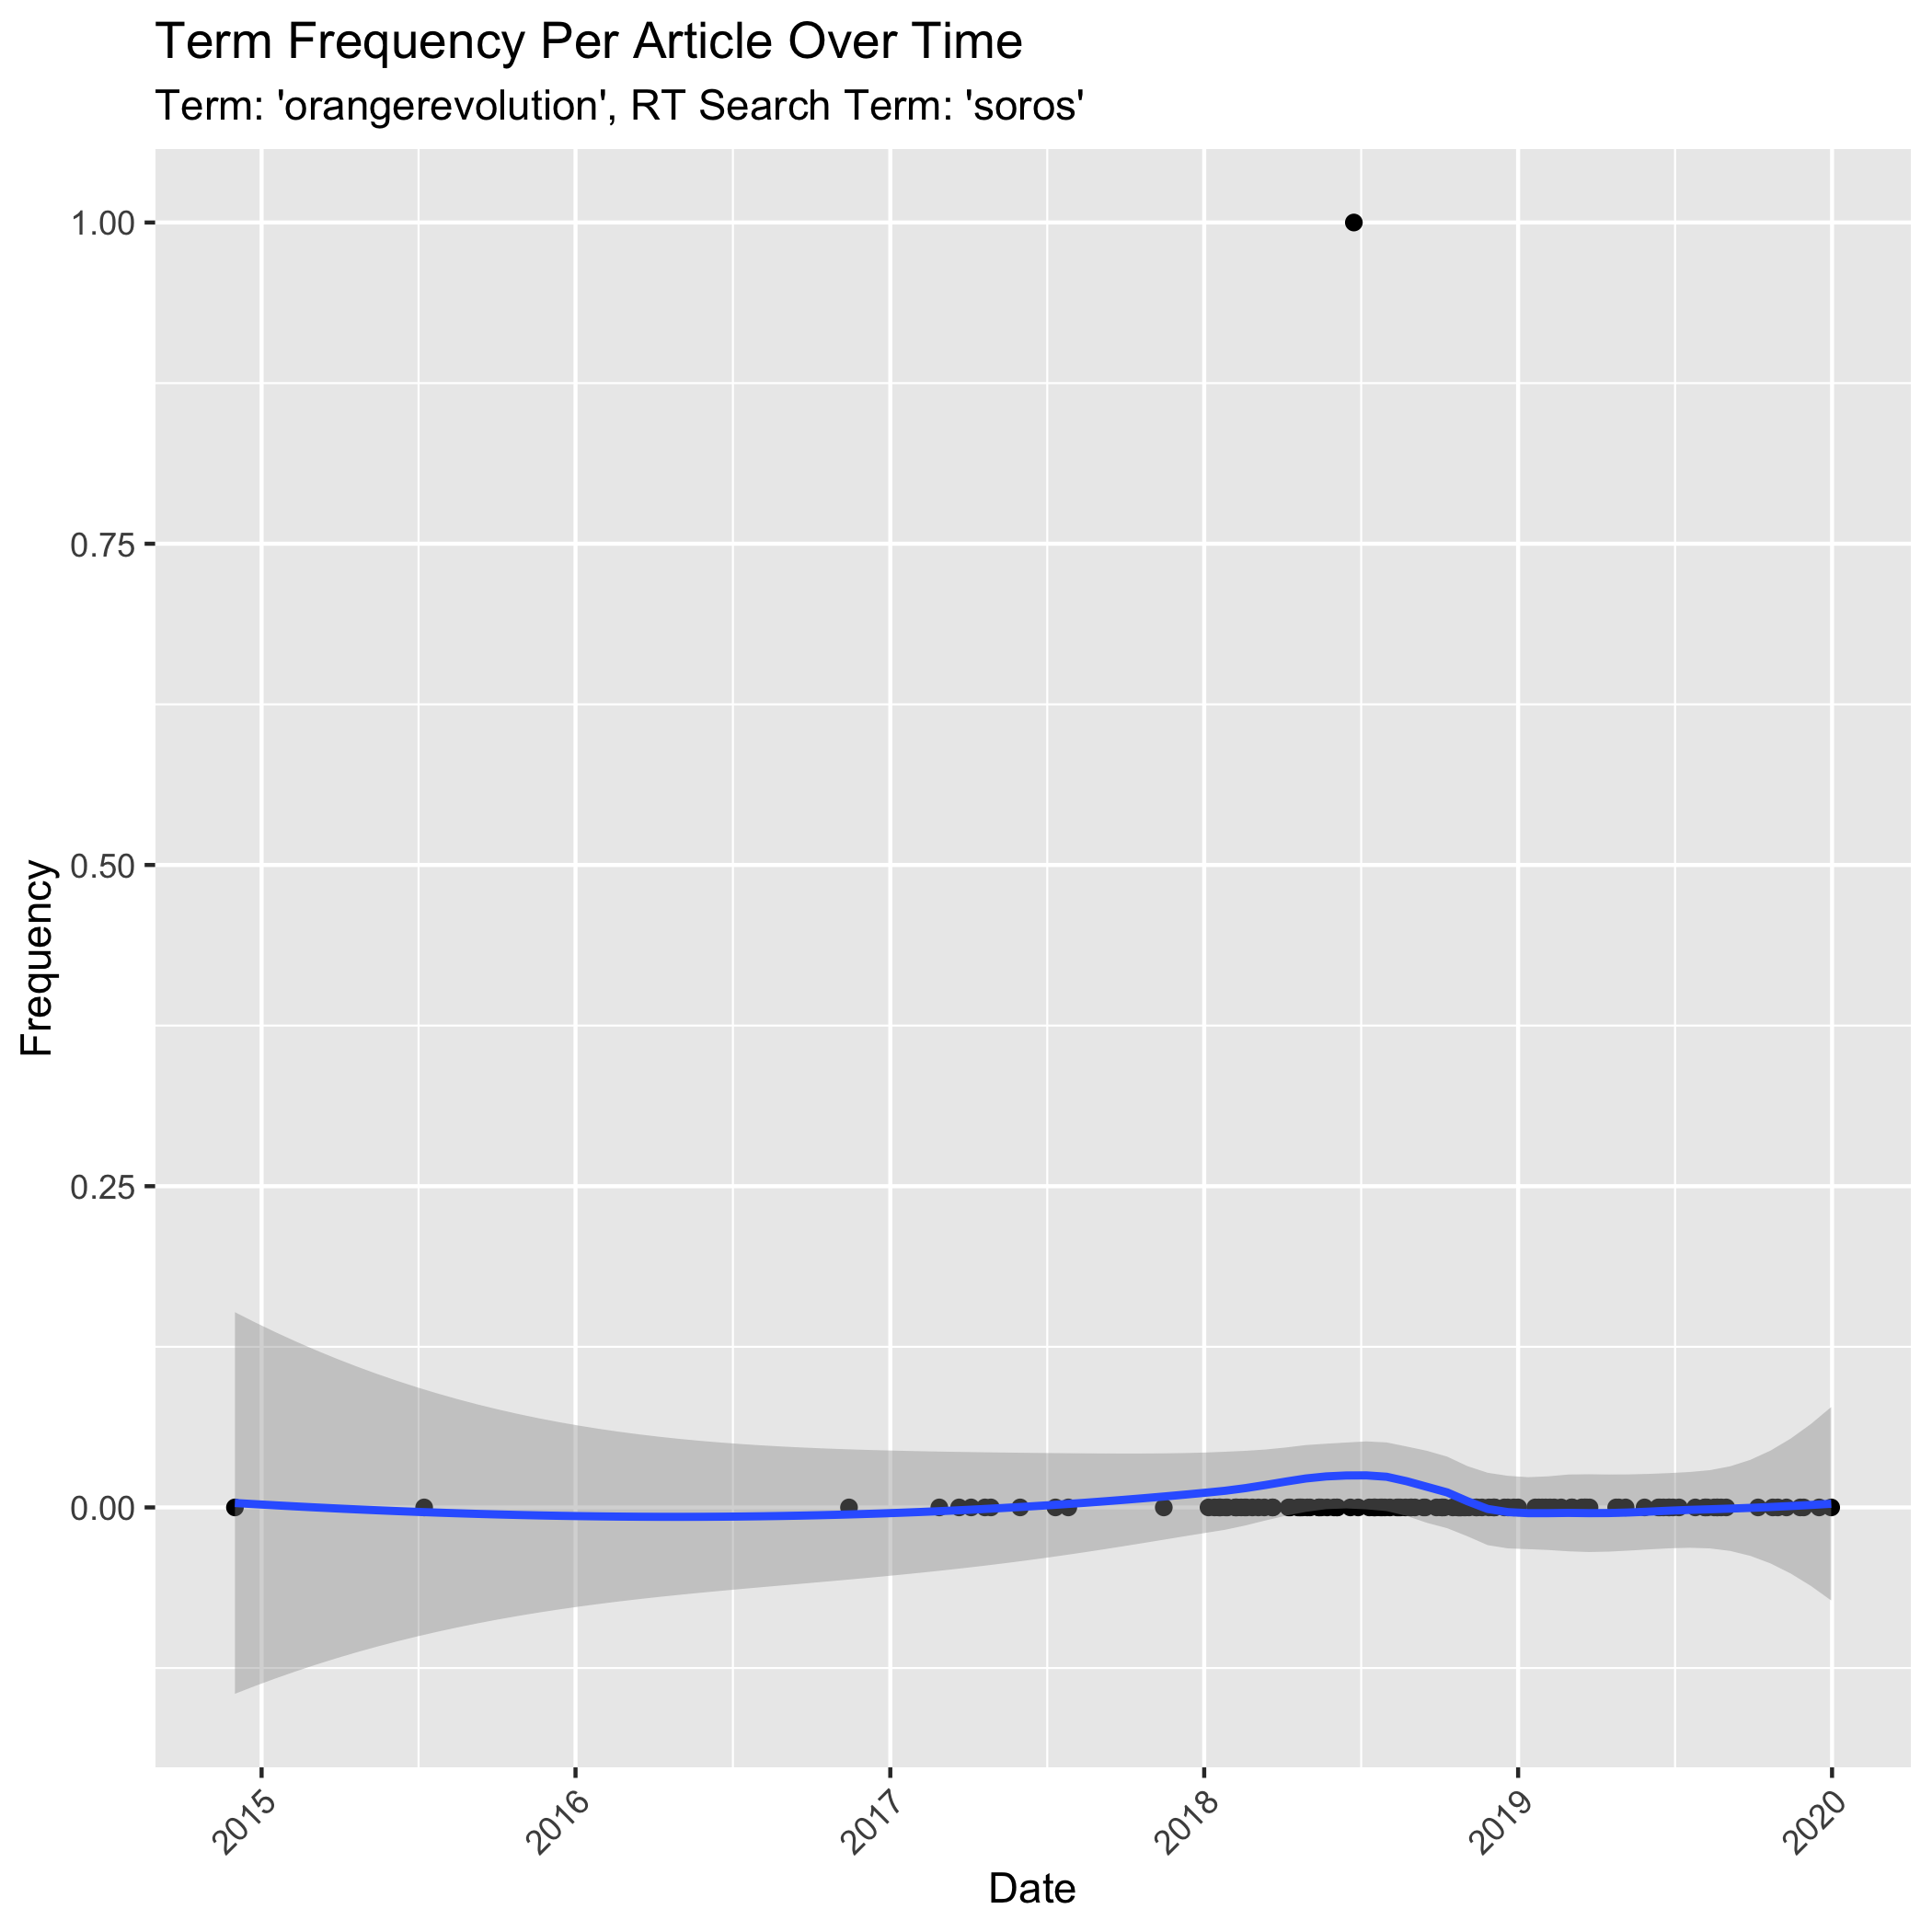 Term Frequency Per Article Over Time
Term: 'orangerevolution', RT Search Term: 'soros'
Frequency
1.00
0.75
0.50
0.25
0.00
2015
2016
2017
2018
2019
2020
Date